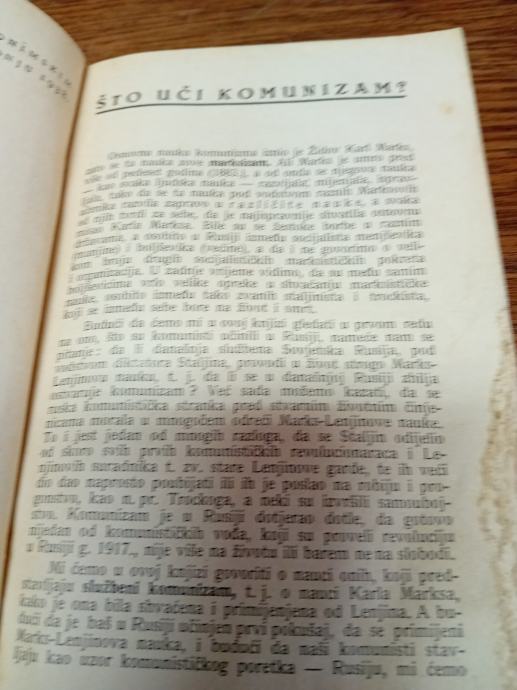 ŠTO UČI KOMUNIZAM?
Osnovnu nauku komunizma iznio je Židov Karl Marks,
zato se ta nauka zove marksizam. Ali Marks je umro pred
više od pedeset godina (1883.), a od onda se njegova nauka
— kao svaka ljudska nauka — razvijala, mijenjala, isprav-
ljala, tako da se ta nauka pod vodstvom raznih Marksovih
učenika razvila zapravo u različite nauke, a svaka
od njih tvrdi za sebe, da je najispravnije shvatila osnovnu
misao Karla Marksa. Bile su se žestoke borbe u raznim
državama, a osobito u Rusiji između socijalista menjševika
(manjine) i boljševika (većine), a da i ne govorimo o veli-
kom broju drugih socijalističkih marksističkih pokreta
i organizacija. U zadnje vrijeme vidimo, da su među samim
boljševicima vrlo velike opreke u shvaćanju marksističke
nauke, osobito između tako zvanih staljinista i trockista,
koji se između sebe bore na život i smrt.
Budući da ćemo mi u ovoj knjizi gledati u prvom redu
na ono, što su komunisti učinili u Rusiji, nameće nam se
pitanje: da li današnja službena Sovjetska Rusija, pod
vodstvom diktatora Staljina, provodi u život strogo Marks-
Lenjinovu nauku, t. j. da li se u današnjoj Rusiji zbilja
ostvaruje komunizam? Već sada možemo kazati, da se
ruska komunistička stranka pred stvarnim životnim činje-
nicama morala u mnogočem odreći Marks-Lenjinove nauke.
To i jest jedan od mnogih razloga, da se Staljin odijelio
od skoro svih prvih komunističkih revolucionaraca i Le-
njinovih suradnika t. zv. stare Lenjinove garde, te ih veći
dio dao naprosto poubijati ili ih je poslao na robiju i pro-
gonstvo, kao n. pr. Trockoga, a neki su izvršili samouboj-
stvo. Komunizam je u Rusiji dotjerao dotle, da gotovo
nijedan od komunističkih vođa, koji su proveli revoluciju
u Rusiji g. 1917., nije više na životu ili barem ne na slobodi.
Mi ćemo u ovoj knjizi govoriti o nauci onih, koji pred-
stavljaju službeni komunizam, t. j. o nauci Karla Marksa,
kako je ona bila shvaćena i primijenjena od Lenjina. A bu-
dući da je baš u Rusiji učinjen prvi pokušaj, da se primijeni
Marks-Lenjinova nauka, i budući da naši komunisti stav-
ljaju kao uzor komunističkog poretka — Rusiju, mi ćemo